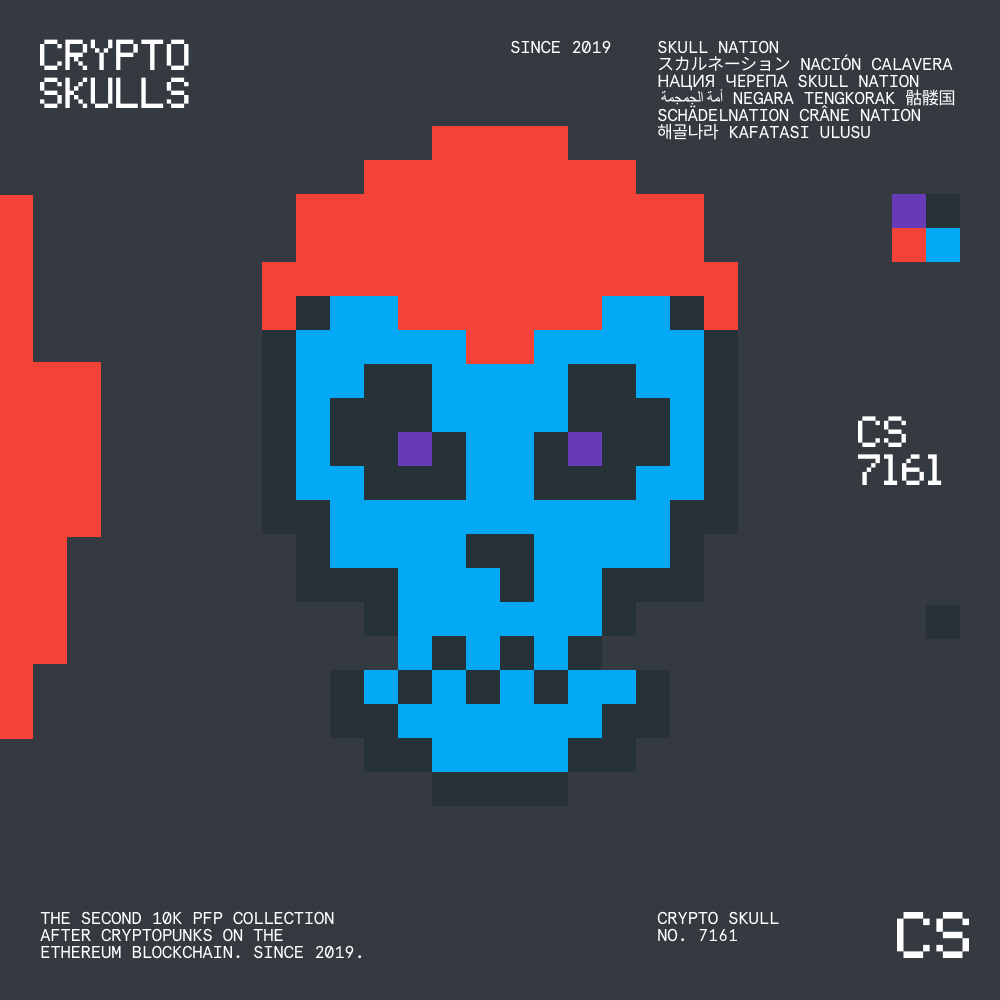 CRYPTO
SKULLS
SINCE 2019
SKULL NATION
スカルネーション NACIÓN CALAVERA
НАЦИЯ ЧЕРЕПА SKULL NATION
أمة الجمجمة NEGARA TENGKORAK 骷髅国
SCHÄDELNATION CRÂNE NATION
해골나라 KAFATASI ULUSU
CS
7161
THE SECOND 10K PFP COLLECTION
AFTER CRYPTOPUNKS ON THE
ETHEREUM BLOCKCHAIN. SINCE 2019.
CRYPTO SKULL
NO. 7161
CS